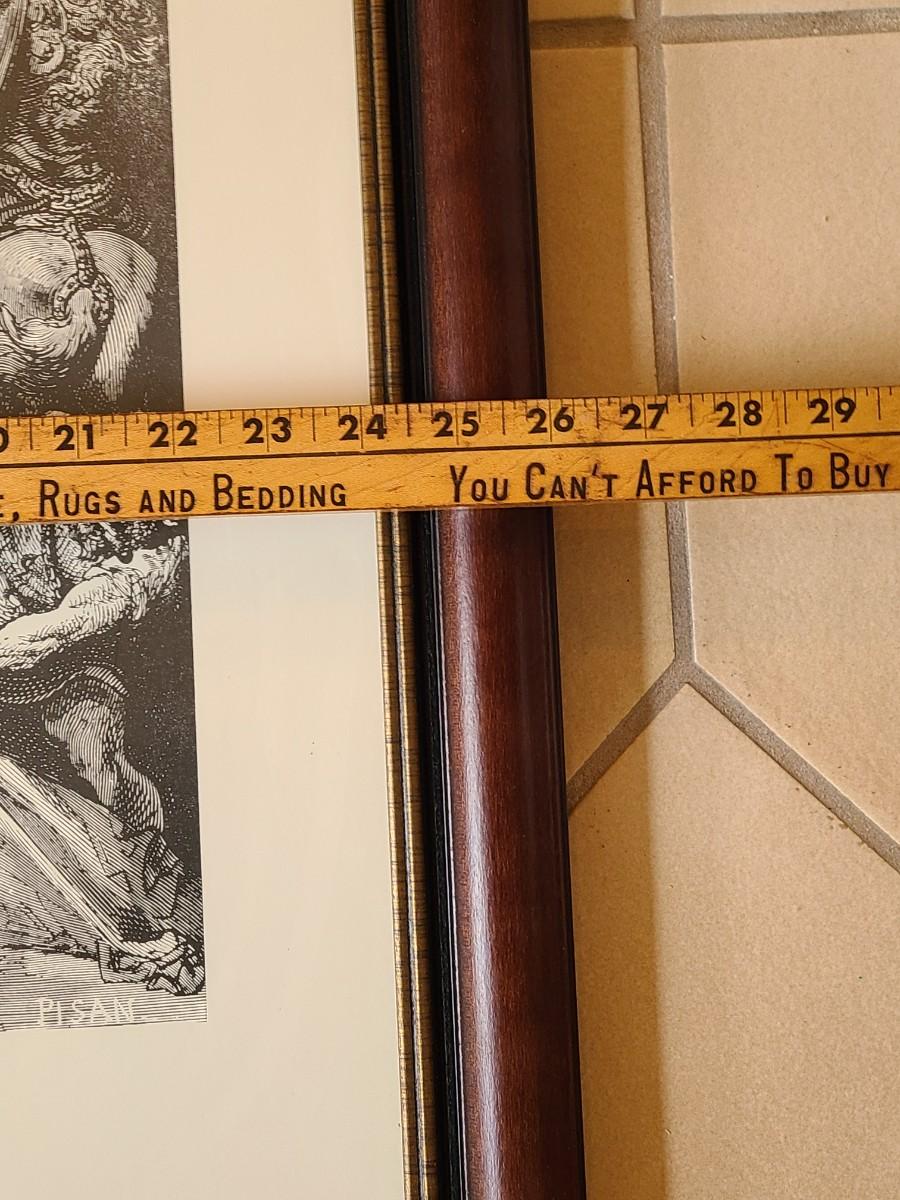 21 22 23 24 25 26 27 28 29
, RUGS AND BEDDING YOU CAN'T AFFORD TO BUY
PISAN